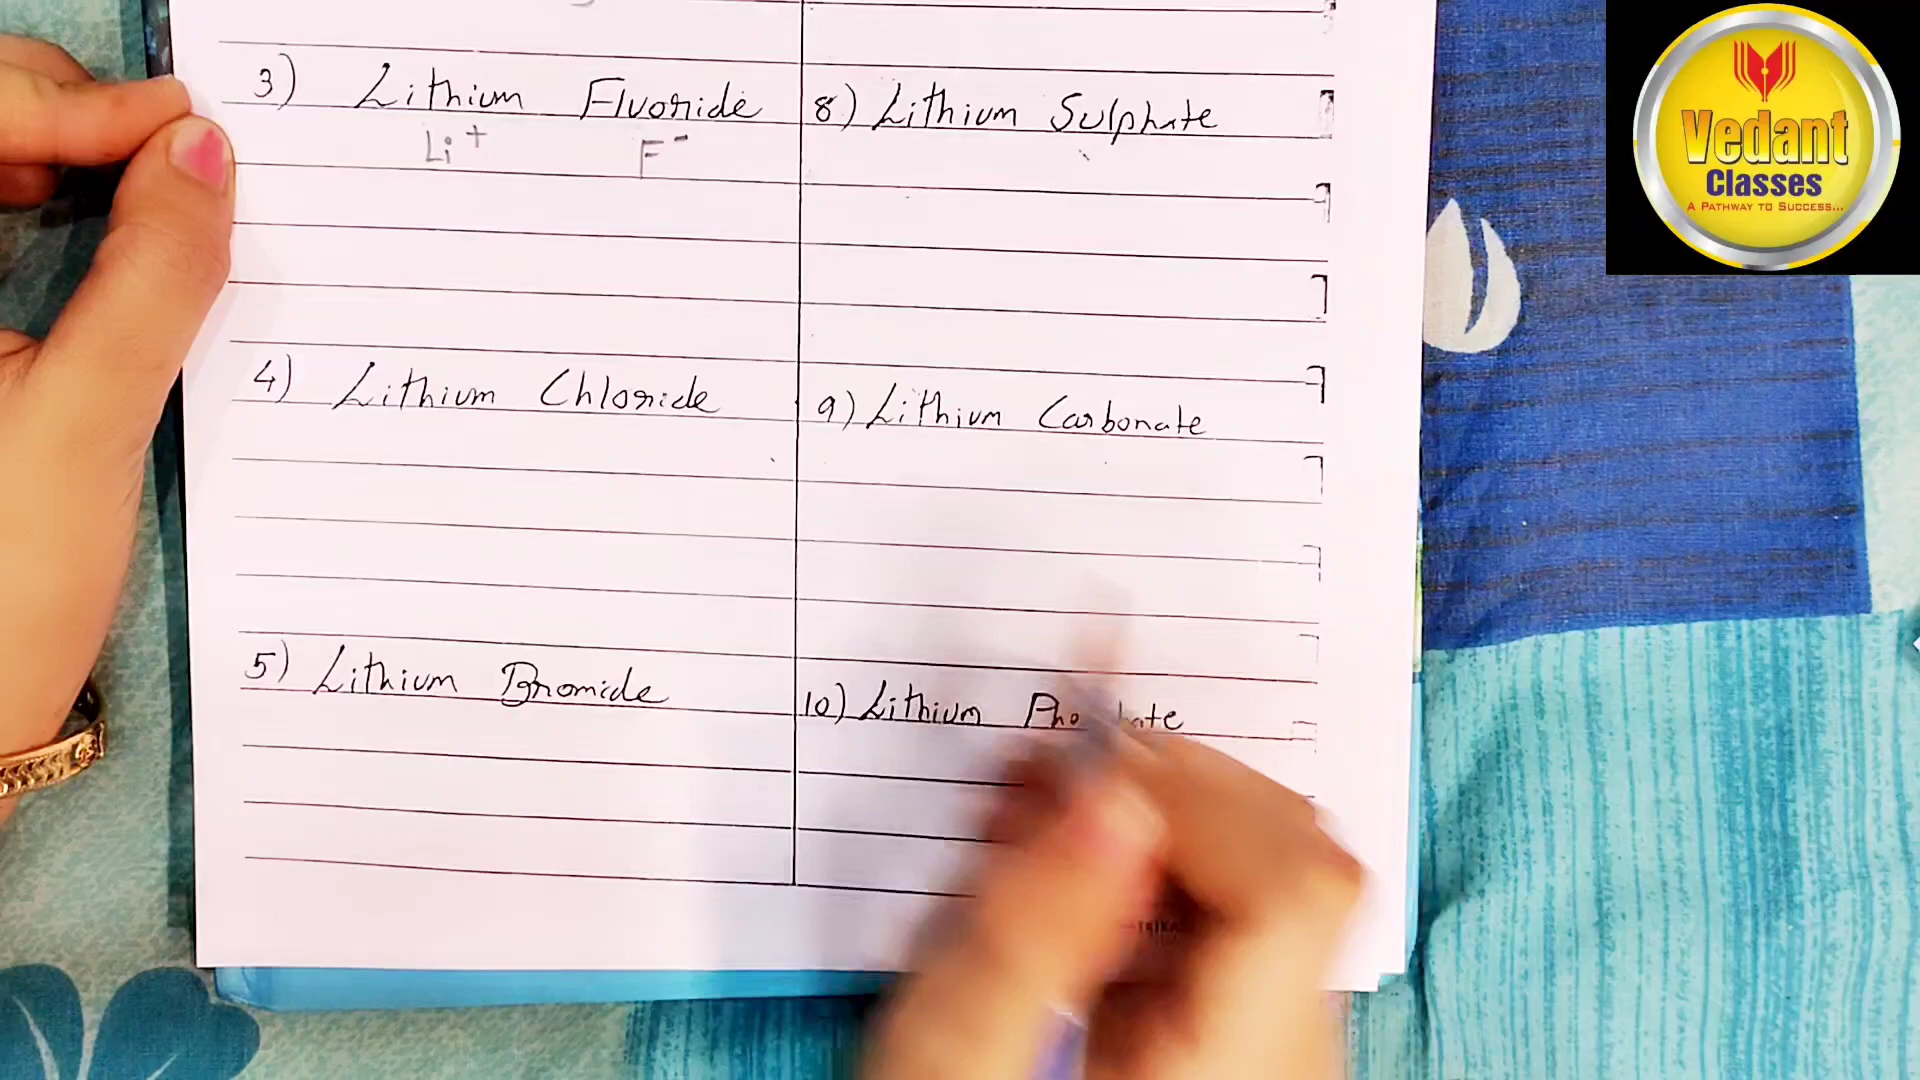 3) Lithium Fluoride
Li+ F-
4) Lithium Chloride
5) Lithium Bromide
8) Lithium Sulphate
9) Lithium Carbonate
10) Lithium
Vedant
Classes
A Pathway to Success...